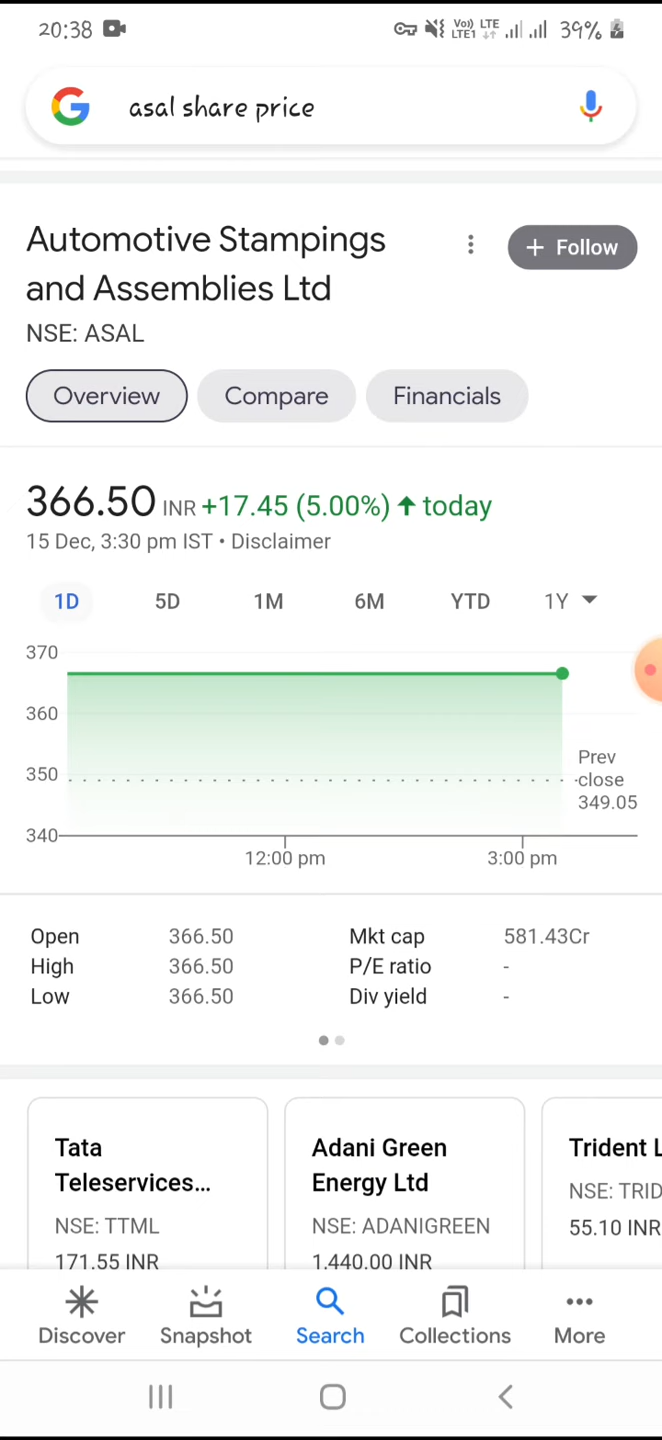 20:38 Vo) LTE 39%
LTE1
asal share price
Automotive Stampings
and Assemblies Ltd
+ Follow
NSE: ASAL
Overview Compare Financials
366.50 INR +17.45 (5.00%) ↑ today
15 Dec, 3:30 pm IST • Disclaimer
1D 5D 1M 6M YTD 1Y
370
360
350
340
Prev
close
349.05
12:00 pm 3:00 pm
Open 366.50 Mkt cap 581.43Cr
High 366.50 P/E ratio -
Low 366.50 Div yield -
Tata
Teleservices...
NSE: TTML
171.55 INR
Adani Green
Energy Ltd
NSE: ADANIGREEN
1,440.00 INR
Trident L
NSE: TRID
55.10 INR
Discover Snapshot Search Collections More